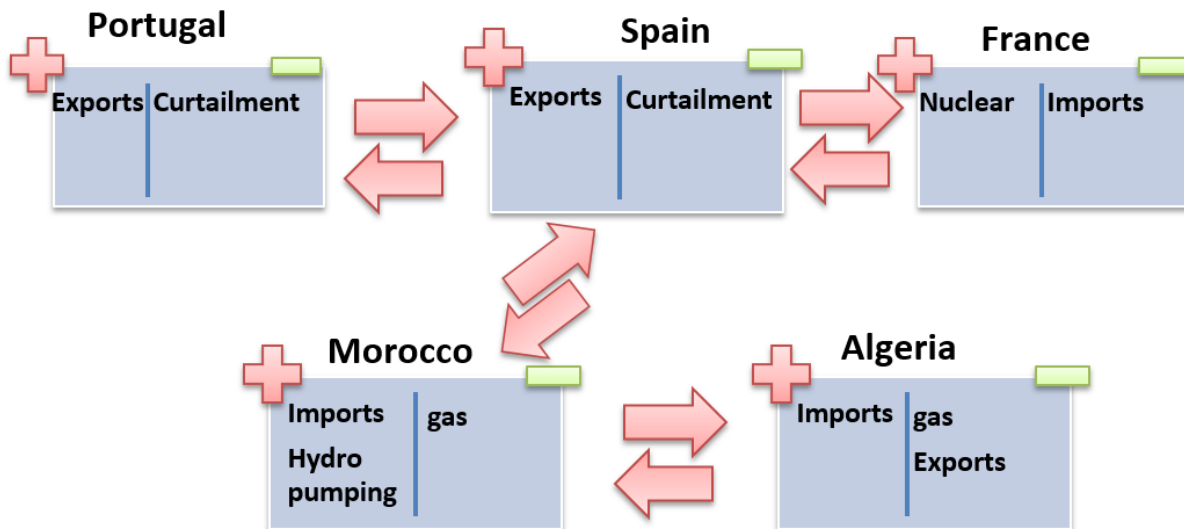 Portugal
Spain
France
Exports
Curtailment
Exports
Curtailment
Nuclear
Imports
Morocco
Algeria
Imports
gas
Hydro
pumping
Imports
gas
Exports